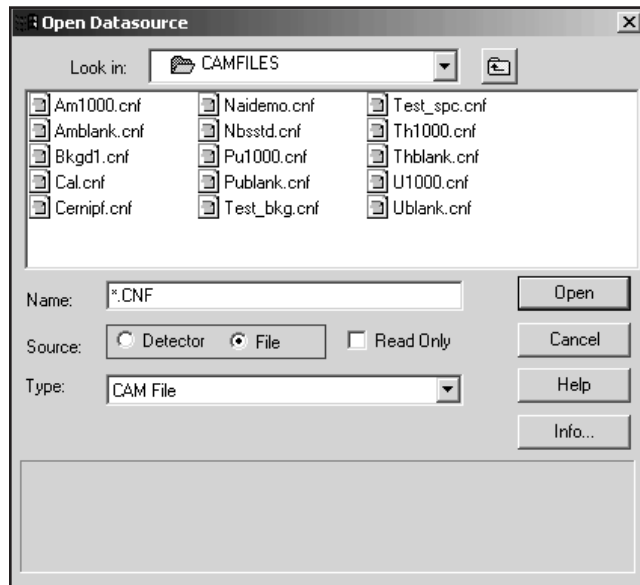 Open Datasource
Look in: CAMFILES
Am1000.cnf Naidemo.cnf Test_spc.cnf
Amblank.cnf Nbsstd.cnf Th1000.cnf
Bkgd1.cnf Pu1000.cnf Thblank.cnf
Cal.cnf Publank.cnf U1000.cnf
Cernipf.cnf Test_bkg.cnf Ublank.cnf
Name: *.CNF Open
Source: Detector File Read Only Cancel
Type: CAM File Help
Info...